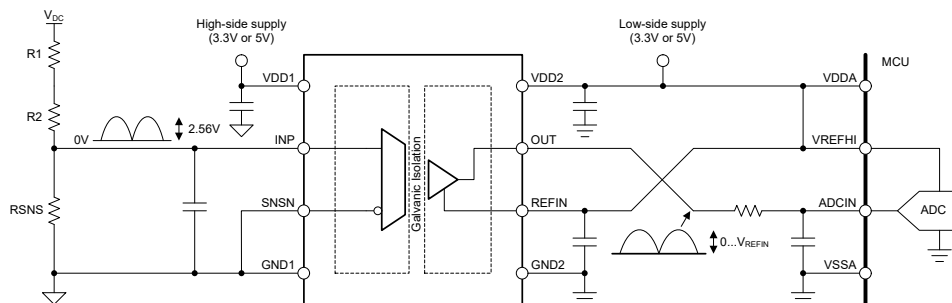 VDC
R1
R2
RSNS
0V
2.56V
High-side supply
(3.3V or 5V)
VDD1
INP
SNSN
GND1
Galvanic Isolation
Low-side supply
(3.3V or 5V)
VDD2
OUT
REFIN
GND2
0...VREFIN
MCU
VDDA
VREFHI
ADCIN
VSSA
ADC